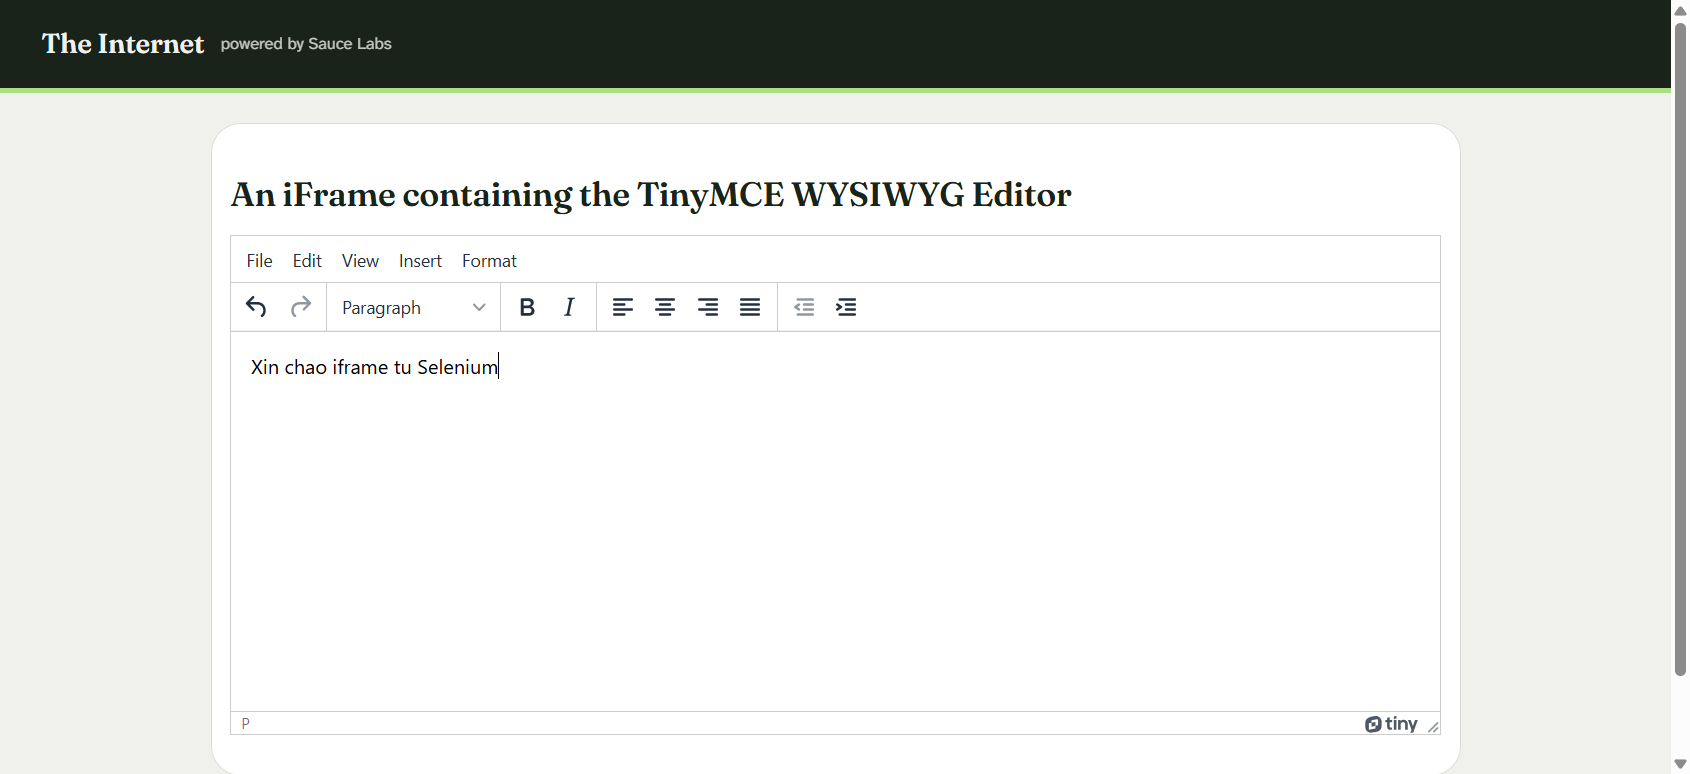 The Internet powered by Sauce Labs
An iFrame containing the TinyMCE WYSIWYG Editor
File Edit View Insert Format
Paragraph B I
Xin chao iframe tu Selenium
P tiny